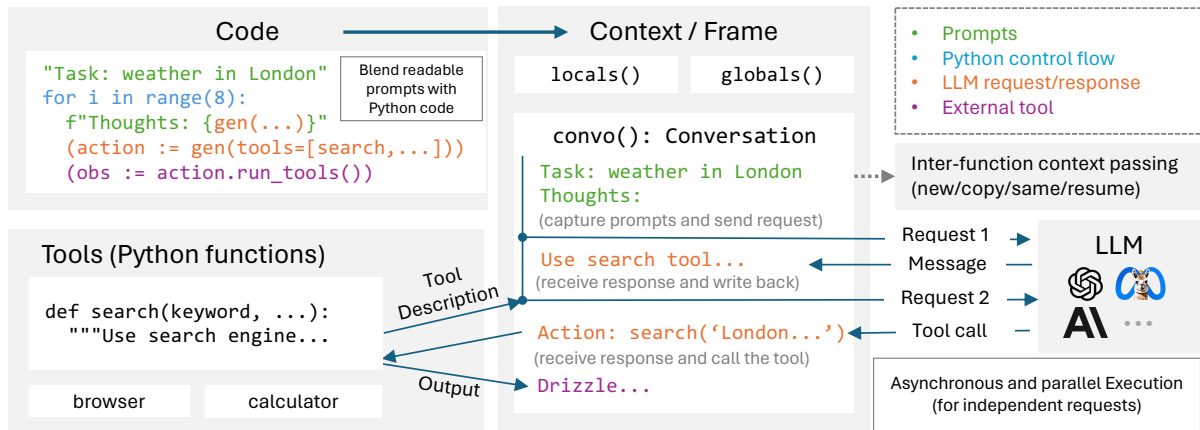 Code
"Task: weather in London"
for i in range(8):
f"Thoughts: {gen(...)}"
(action := gen(tools=[search,...]))
(obs := action.run_tools())
Blend readable
prompts with
Python code
Context / Frame
locals()
globals()
convo(): Conversation
Task: weather in London
Thoughts:
(capture prompts and send request)
Use search tool...
(receive response and write back)
Action: search(‘London...’)
(receive response and call the tool)
Drizzle...
• Prompts
• Python control flow
• LLM request/response
• External tool
Inter-function context passing
(new/copy/same/resume)
Request 1
Message
Request 2
Tool call
LLM
...
Asynchronous and parallel Execution
(for independent requests)
Tools (Python functions)
def search(keyword, ...):
"""Use search engine...
browser
calculator
Tool
Description
Output